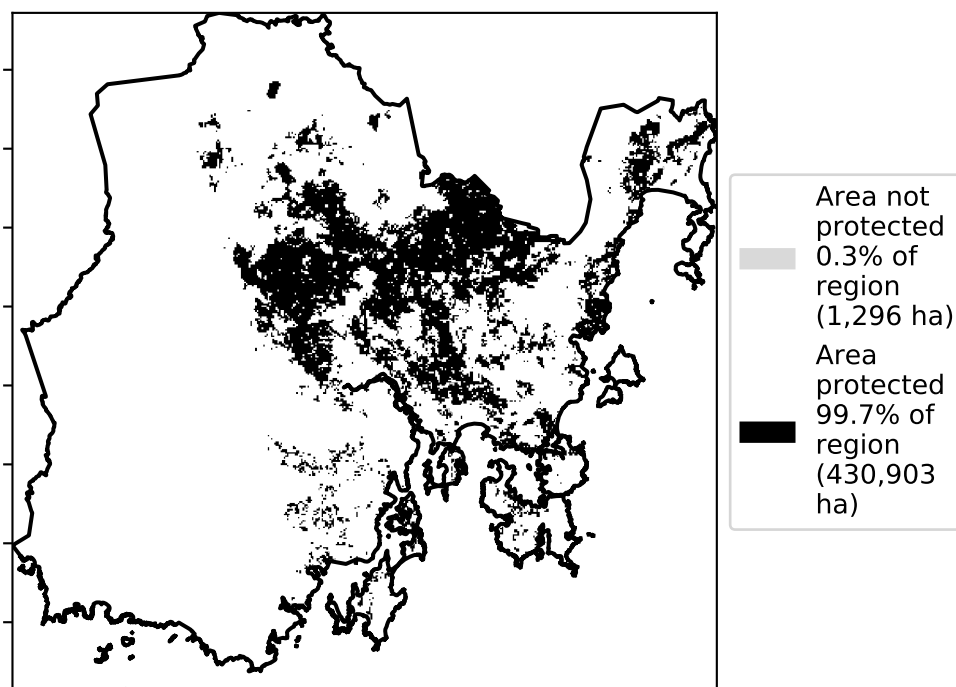 Area not
protected
0.3% of
region
(1,296 ha)
Area
protected
99.7% of
region
(430,903
ha)